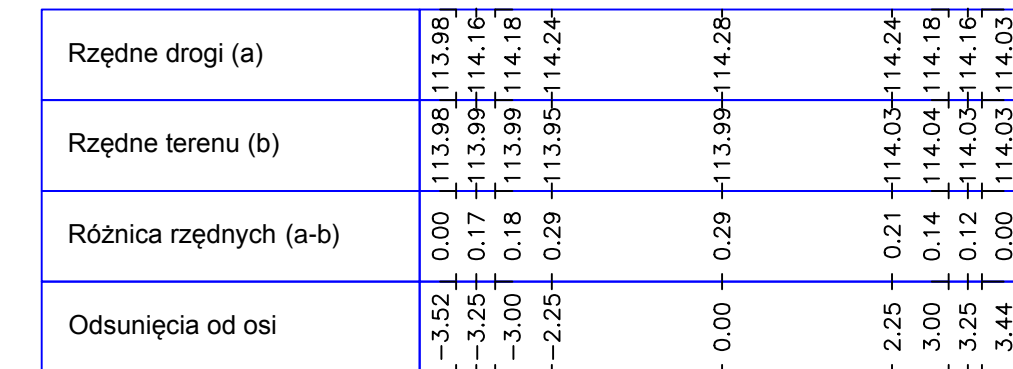 Rzędne drogi (a) 113.98 114.16 114.18 114.24 114.28 114.24 114.18 114.16 114.03
Rzędne terenu (b) 113.98 113.99 113.99 113.95 113.99 114.03 114.04 114.03 114.03
Różnica rzędnych (a-b) 0.00 0.17 0.18 0.29 0.29 0.21 0.14 0.12 0.00
Odsunięcia od osi -3.52 -3.25 -3.00 -2.25 0.00 2.25 3.00 3.25 3.44